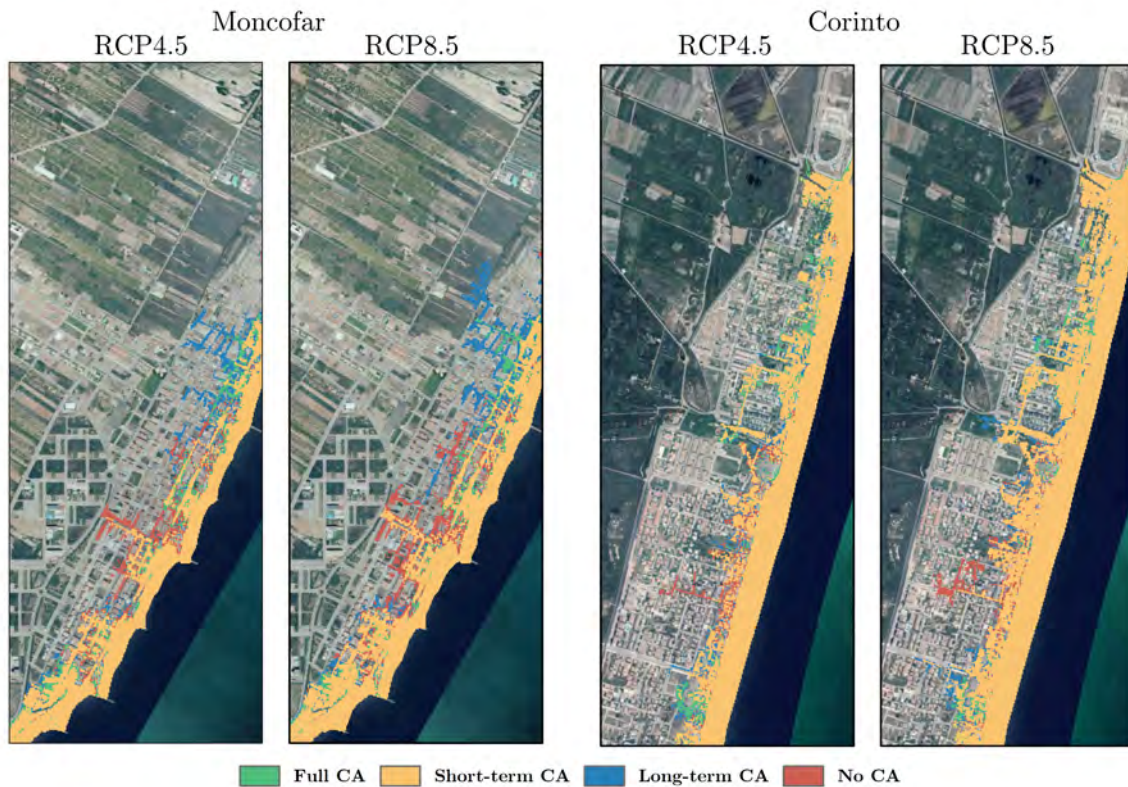 Moncofar
Corinto
RCP4.5
RCP8.5
RCP4.5
RCP8.5
Full CA
Short-term CA
Long-term CA
No CA